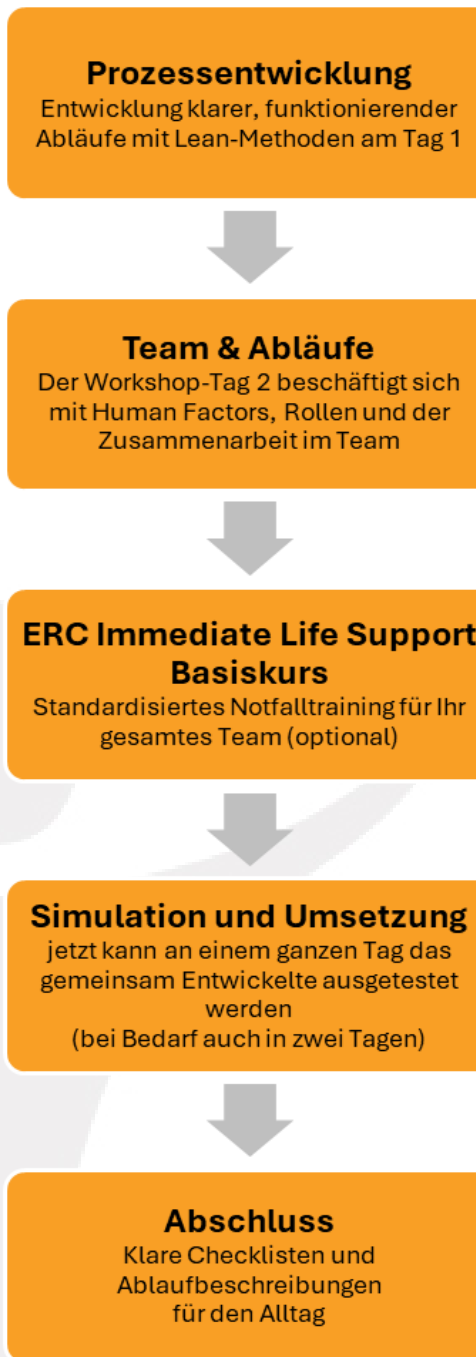 Prozessentwicklung
Entwicklung klarer, funktionierender
Abläufe mit Lean-Methoden am Tag 1
Team & Abläufe
Der Workshop-Tag 2 beschäftigt sich
mit Human Factors, Rollen und der
Zusammenarbeit im Team
ERC Immediate Life Support
Basiskurs
Standardisiertes Notfalltraining für Ihr
gesamtes Team (optional)
Simulation und Umsetzung
jetzt kann an einem ganzen Tag das
gemeinsam Entwickelte ausgetestet
werden
(bei Bedarf auch in zwei Tagen)
Abschluss
Klare Checklisten und
Ablaufbeschreibungen
für den Alltag